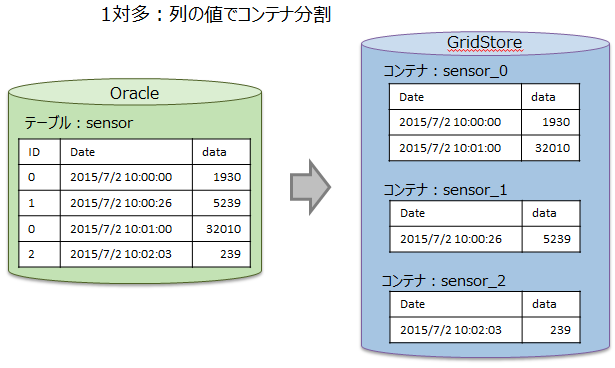 1対多：列の値でコンテナ分割
Oracle
テーブル：sensor
ID Date data
0 2015/7/2 10:00:00 1930
1 2015/7/2 10:00:26 5239
0 2015/7/2 10:01:00 32010
2 2015/7/2 10:02:03 239
GridStore
コンテナ：sensor_0
Date data
2015/7/2 10:00:00 1930
2015/7/2 10:01:00 32010
コンテナ：sensor_1
Date data
2015/7/2 10:00:26 5239
コンテナ：sensor_2
Date data
2015/7/2 10:02:03 239